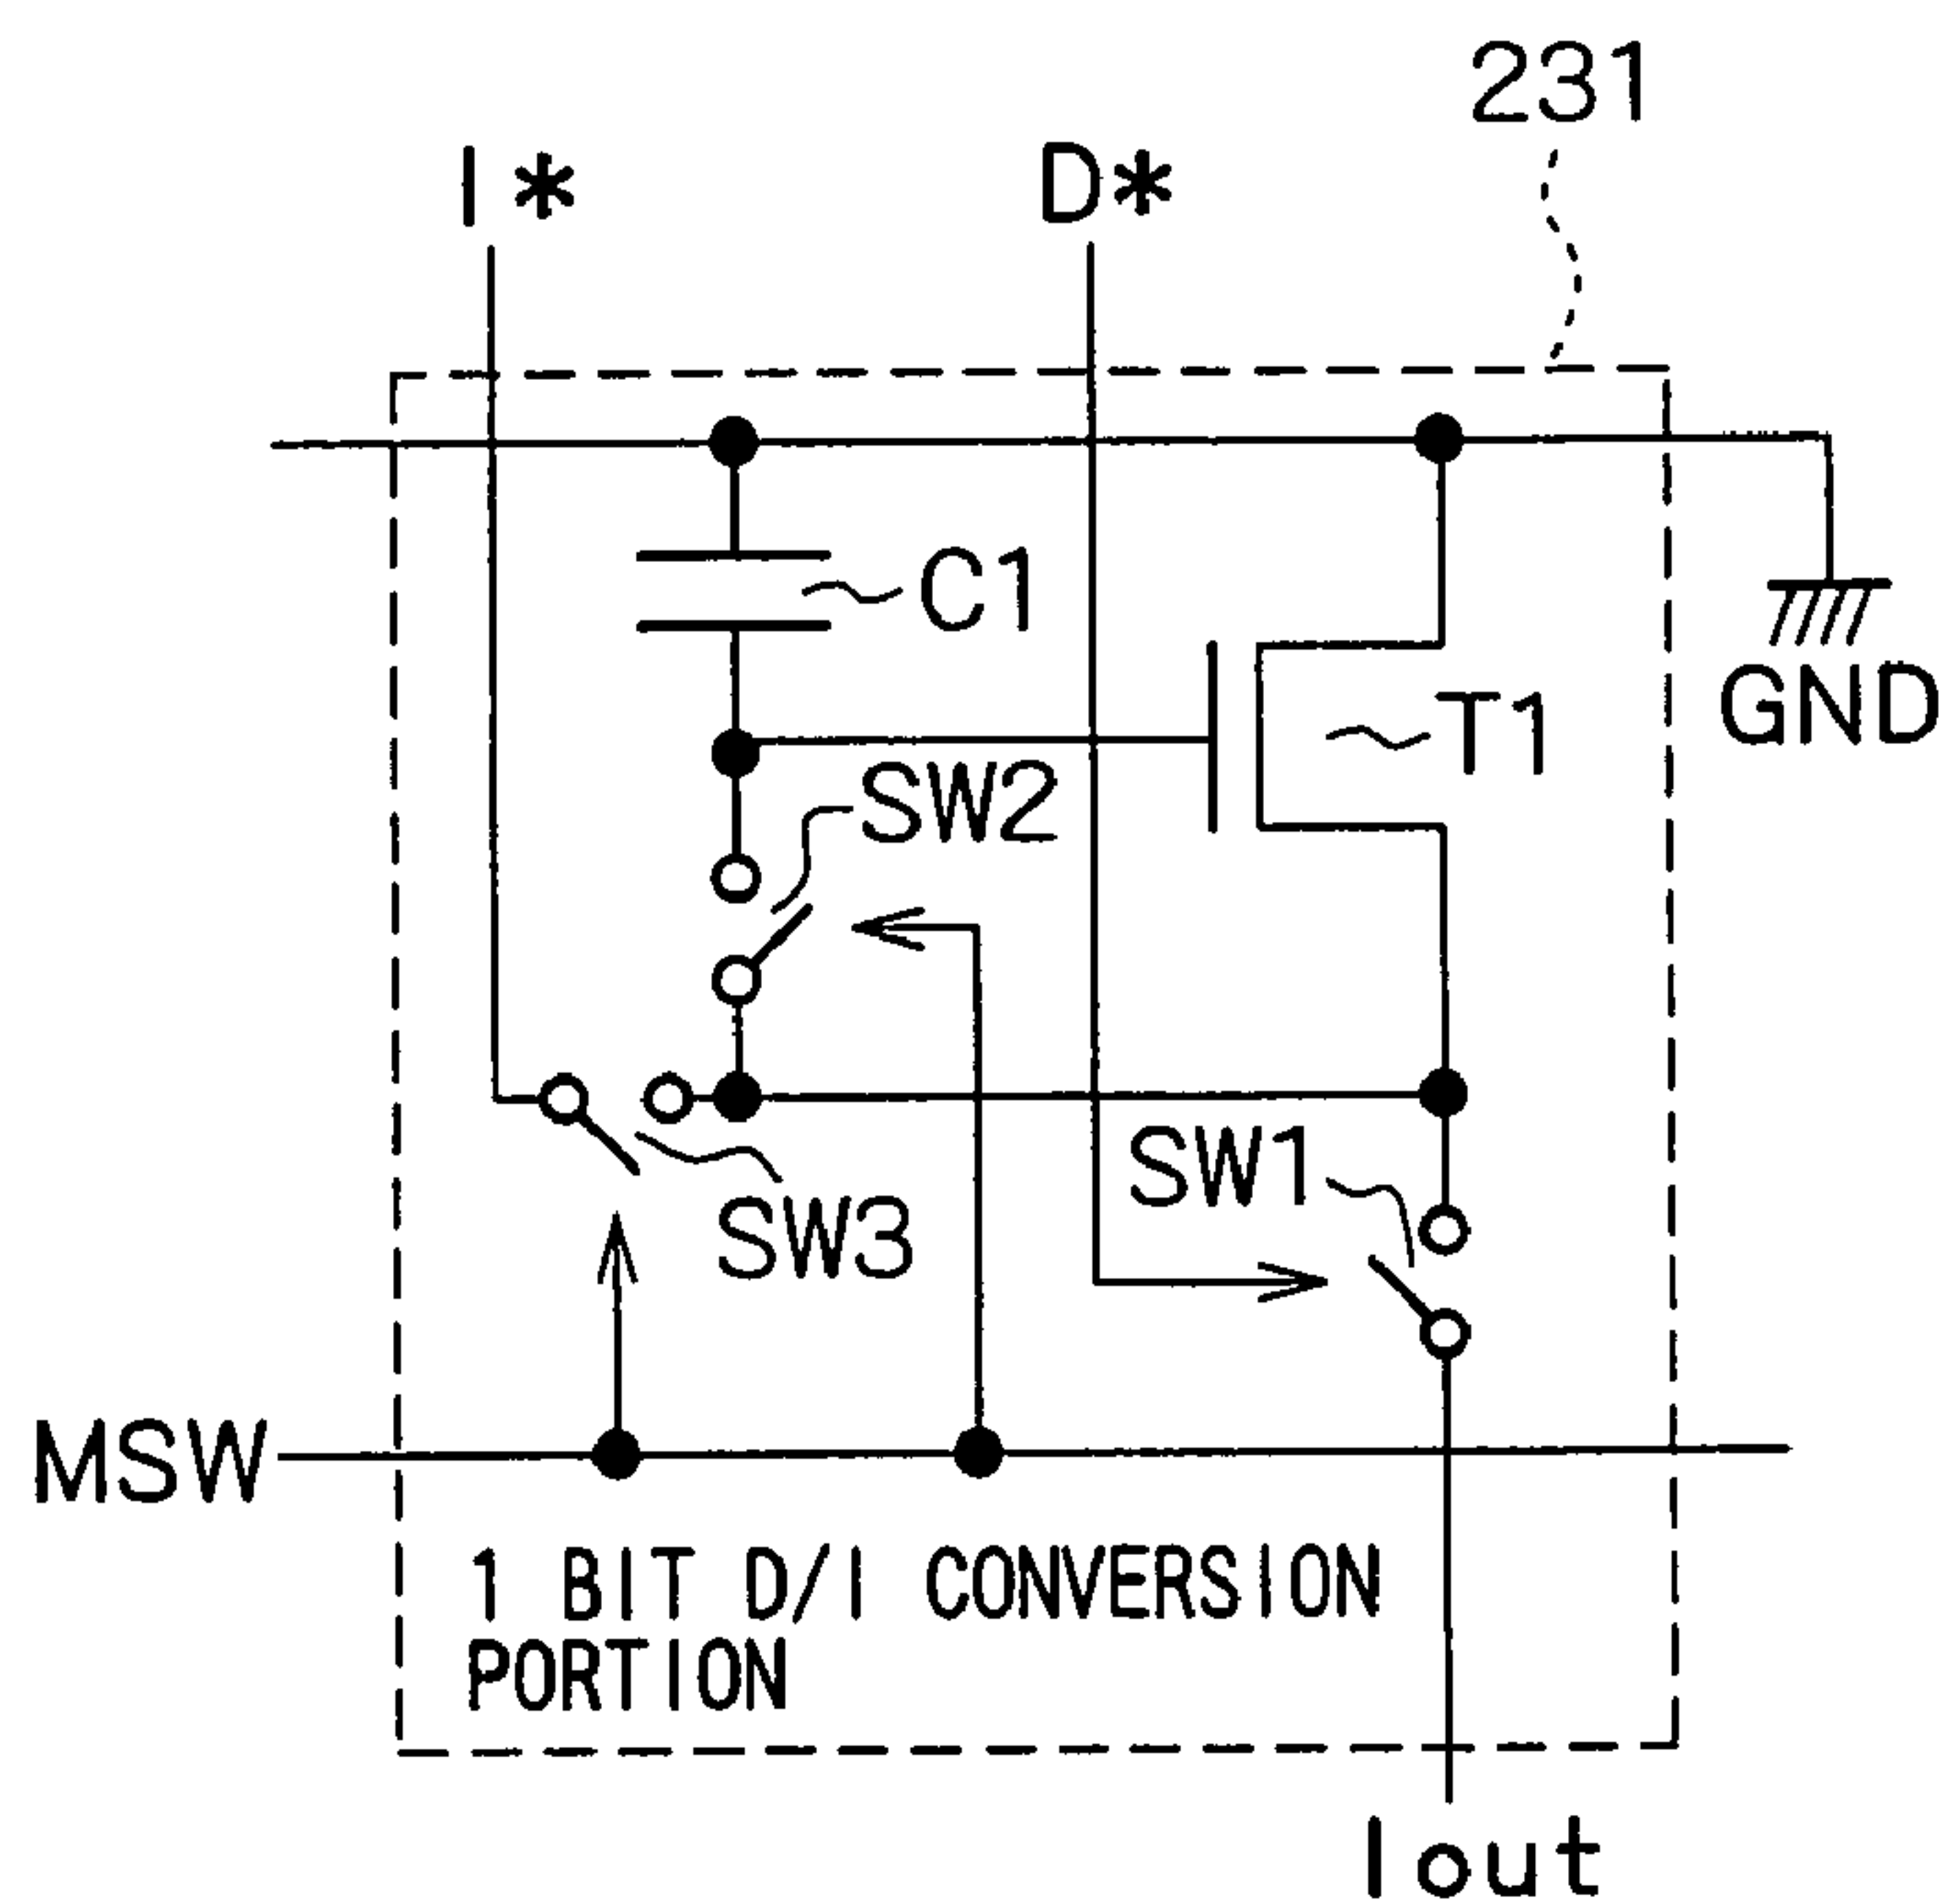 231
I* D*
C1
T1
GND
SW2
SW1
SW3
MSW
1 BIT D/I CONVERSION
PORTION
Iout